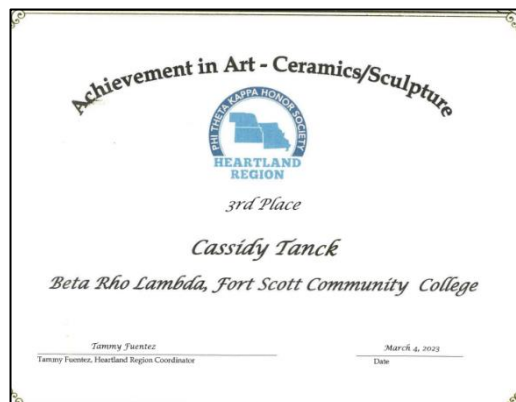 Achievement in Art - Ceramics/Sculpture
PHI THETA KAPPA HONOR SOCIETY
HEARTLAND
REGION
3rd Place
Cassidy Tanck
Beta Rho Lambda, Fort Scott Community College
Tammy Fuentez
March 4, 2023
Tammy Fuentez, Heartland Region Coordinator
Date